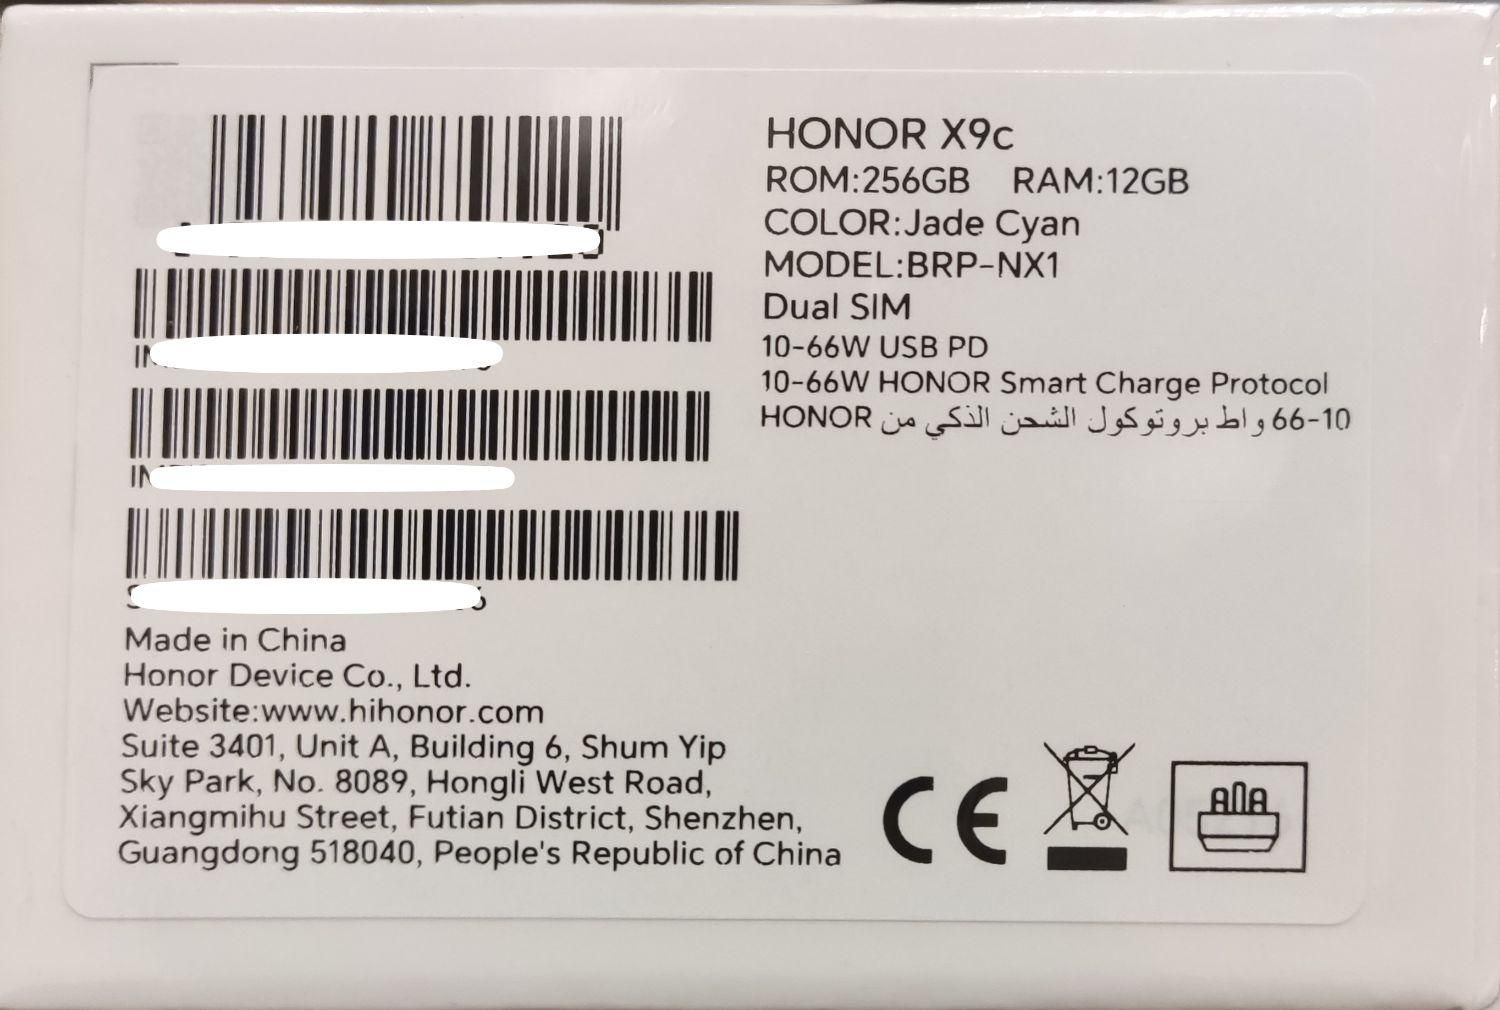 HONOR X9c
ROM:256GB RAM:12GB
COLOR:Jade Cyan
MODEL:BRP-NX1
Dual SIM
10-66W USB PD
10-66W HONOR Smart Charge Protocol
HONOR بروتوكول الشحن الذكي من 10-66 واط
Made in China
Honor Device Co., Ltd.
Website:www.hihonor.com
Suite 3401, Unit A, Building 6, Shum Yip
Sky Park, No. 8089, Hongli West Road,
Xiangmihu Street, Futian District, Shenzhen,
Guangdong 518040, People's Republic of China
CE